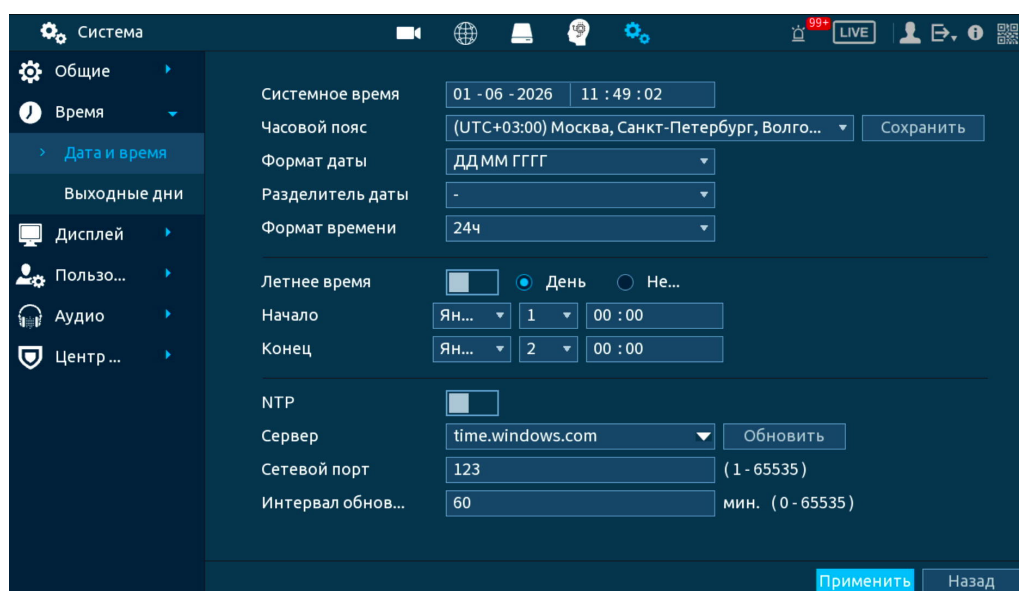 Система 99+ LIVE
Общие
Время
Дата и время
Выходные дни
Дисплей
Пользо...
Аудио
Центр ...
Системное время 01 - 06 - 2026 11 : 49 : 02
Часовой пояс (UTC+03:00) Москва, Санкт-Петербург, Волго... Сохранить
Формат даты ДД ММ ГГГГ
Разделитель даты -
Формат времени 24ч
Летнее время День Не...
Начало Ян... 1 00 : 00
Конец Ян... 2 00 : 00
NTP
Сервер time.windows.com Обновить
Сетевой порт 123 ( 1 - 65535 )
Интервал обнов... 60 мин. ( 0 - 65535 )
Применить Назад